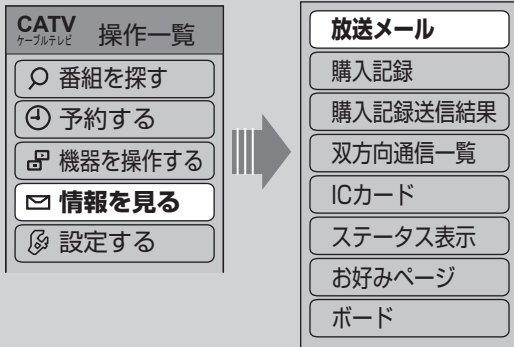 CATV
ケーブルテレビ
操作一覧
番組を探す
予約する
機器を操作する
情報を見る
設定する
放送メール
購入記録
購入記録送信結果
双方向通信一覧
ICカード
ステータス表示
お好みページ
ボード